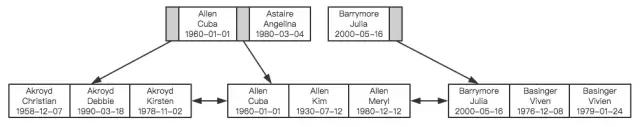 Allen
Cuba
1960–01–01
Astaire
Angelina
1980–03–04
Barrymore
Julia
2000–05–16
Akroyd
Christian
1958–12–07
Akroyd
Debbie
1990–03–18
Akroyd
Kirsten
1978–11–02
Allen
Cuba
1960–01–01
Allen
Kim
1930–07–12
Allen
Meryl
1980–12–12
Barrymore
Julia
2000–05–16
Basinger
Vivien
1976–12–08
Basinger
Vivien
1979–01–24